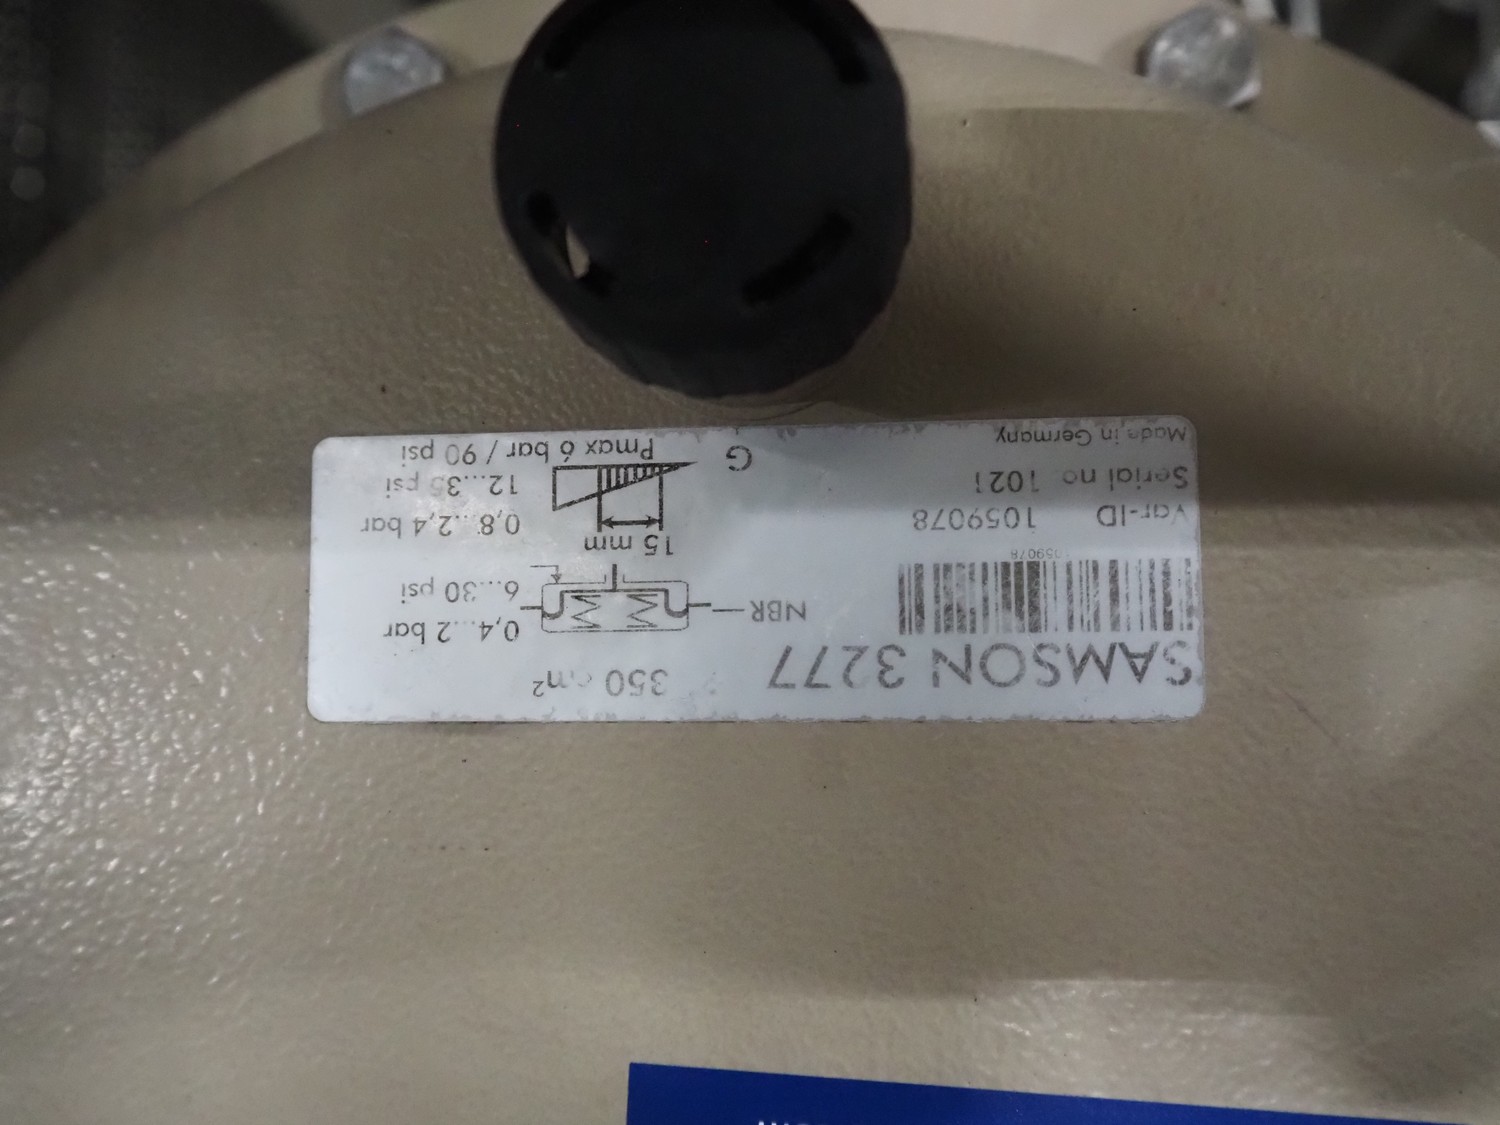 SAMSON 3277
1059078
Var-ID 1059078
Serial no. 1021
Made in Germany
350 cm²
NBR
0,4...2 bar
6...30 psi
15 mm
0,8...2,4 bar
12...35 psi
G
Pmax 6 bar / 90 psi